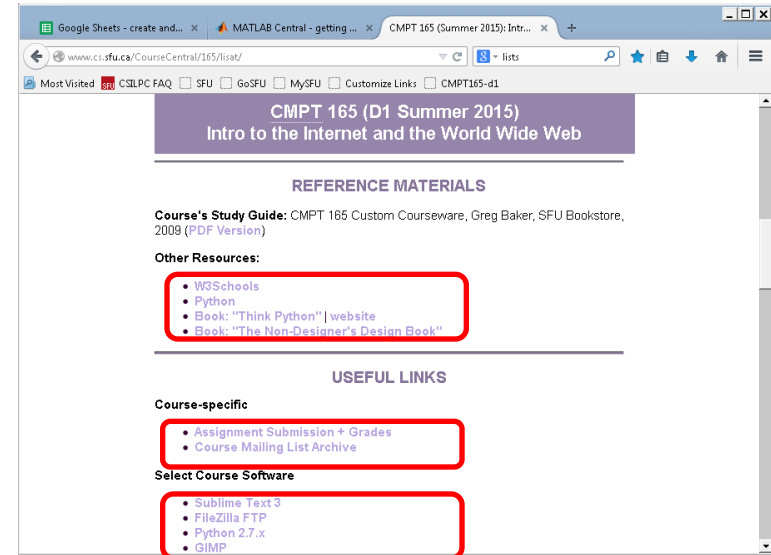 Google Sheets - create and... × MATLAB Central - getting ... × CMPT 165 (Summer 2015): Intr... × +
www.cs.sfu.ca/CourseCentral/165/lisat/ 8 lists
Most Visited SFU CSILPC FAQ SFU GoSFU MySFU Customize Links CMPT165-d1
CMPT 165 (D1 Summer 2015)
Intro to the Internet and the World Wide Web
REFERENCE MATERIALS
Course's Study Guide: CMPT 165 Custom Courseware, Greg Baker, SFU Bookstore,
2009 (PDF Version)
Other Resources:
• W3Schools
• Python
• Book: "Think Python" | website
• Book: "The Non-Designer's Design Book"
USEFUL LINKS
Course-specific
• Assignment Submission + Grades
• Course Mailing List Archive
Select Course Software
• Sublime Text 3
• FileZilla FTP
• Python 2.7.x
• GIMP